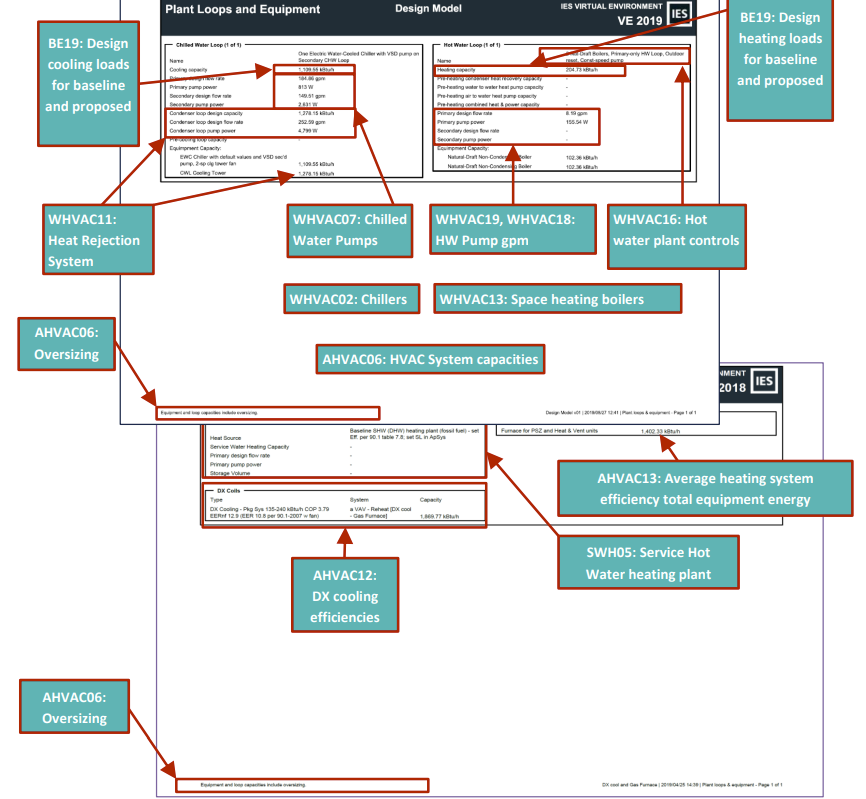 Plant Loops and Equipment
Design Model
IES VIRTUAL ENVIRONMENT
VE 2019
IES
BE19: Design
cooling loads
for baseline
and proposed
BE19: Design
heating loads
for baseline
and proposed
Chilled Water Loop (1 of 1)
Name
One Electric Water-Cooled Chiller with VSD pump on
Secondary CHW Loop
Cooling capacity 1,109.55 kBtu/h
Primary design flow rate 184.86 gpm
Primary pump power 813 W
Secondary design flow rate 149.51 gpm
Secondary pump power 2,931 W
Condenser loop design capacity 1,278.15 kBtu/h
Condenser loop design flow rate 252.59 gpm
Condenser loop pump power 4,799 W
Pre-cooling loop capacity -
Equipment Capacity:
EWC Chiller with default values and VSD sec'd
pump, 2-sp clg tower fan 1,109.55 kBtu/h
CWL Cooling Tower 1,278.15 kBtu/h
Hot Water Loop (1 of 1)
Name
Draft Boilers, Primary-only HW Loop, Outdoor
reset, Const-speed pump
Heating capacity 204.73 kBtu/h
Pre-heating condenser heat recovery capacity -
Pre-heating water to water heat pump capacity -
Pre-heating air to water heat pump capacity -
Pre-heating combined heat & power capacity -
Primary design flow rate 8.19 gpm
Primary pump power 155.54 W
Secondary design flow rate -
Secondary pump power -
Equipment Capacity:
Natural-Draft Non-Condensing Boiler 102.36 kBtu/h
Natural-Draft Non-Condensing Boiler 102.36 kBtu/h
WHVAC11:
Heat Rejection
System
WHVAC07: Chilled
Water Pumps
WHVAC19, WHVAC18:
HW Pump gpm
WHVAC16: Hot
water plant controls
WHVAC02: Chillers
WHVAC13: Space heating boilers
AHVAC06:
Oversizing
AHVAC06: HVAC System capacities
NMENT
2018
IES
Equipment and loop capacities include oversizing.
Design Model v01 | 2019/09/27 12:41 | Plant loops & equipment - Page 1 of 1
Heat Source
Baseline SHW (DHW) heating plant (fossil fuel) - set
Eff. per 90.1 table 7.8; set SL in ApSys
Service Water Heating Capacity -
Primary design flow rate -
Primary pump power -
Storage Volume -
Furnace for PSZ and Heat & Vent units 1,402.33 kBtu/h
AHVAC13: Average heating system
efficiency total equipment energy
DX Coils
Type System Capacity
DX Cooling - Pkg Sys 135-240 kBtu/h COP 3.79
EERhf 12.9 (EER 10.8 per 90.1-2007 w fan)
a VAV - Reheat [DX cool
- Gas Furnace]
1,869.77 kBtu/h
SWH05: Service Hot
Water heating plant
AHVAC12:
DX cooling
efficiencies
AHVAC06:
Oversizing
Equipment and loop capacities include oversizing.
DX cool and Gas Furnace | 2019/04/25 14:39 | Plant loops & equipment - Page 1 of 1